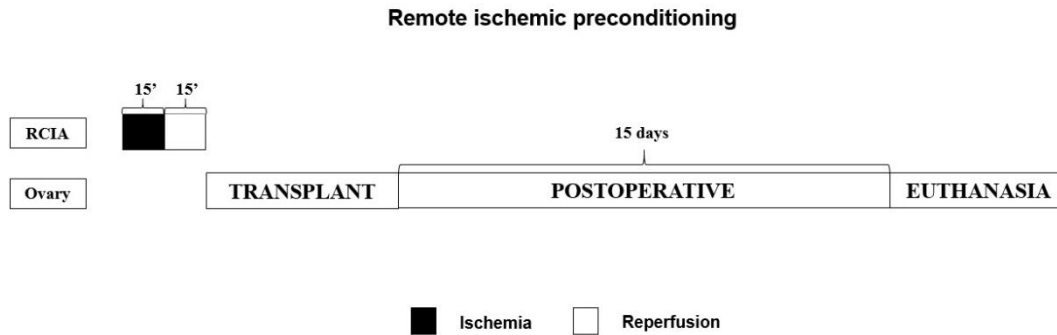 Remote ischemic preconditioning
15' 15'
RCIA
15 days
Ovary TRANSPLANT POSTOPERATIVE EUTHANASIA
Ischemia Reperfusion